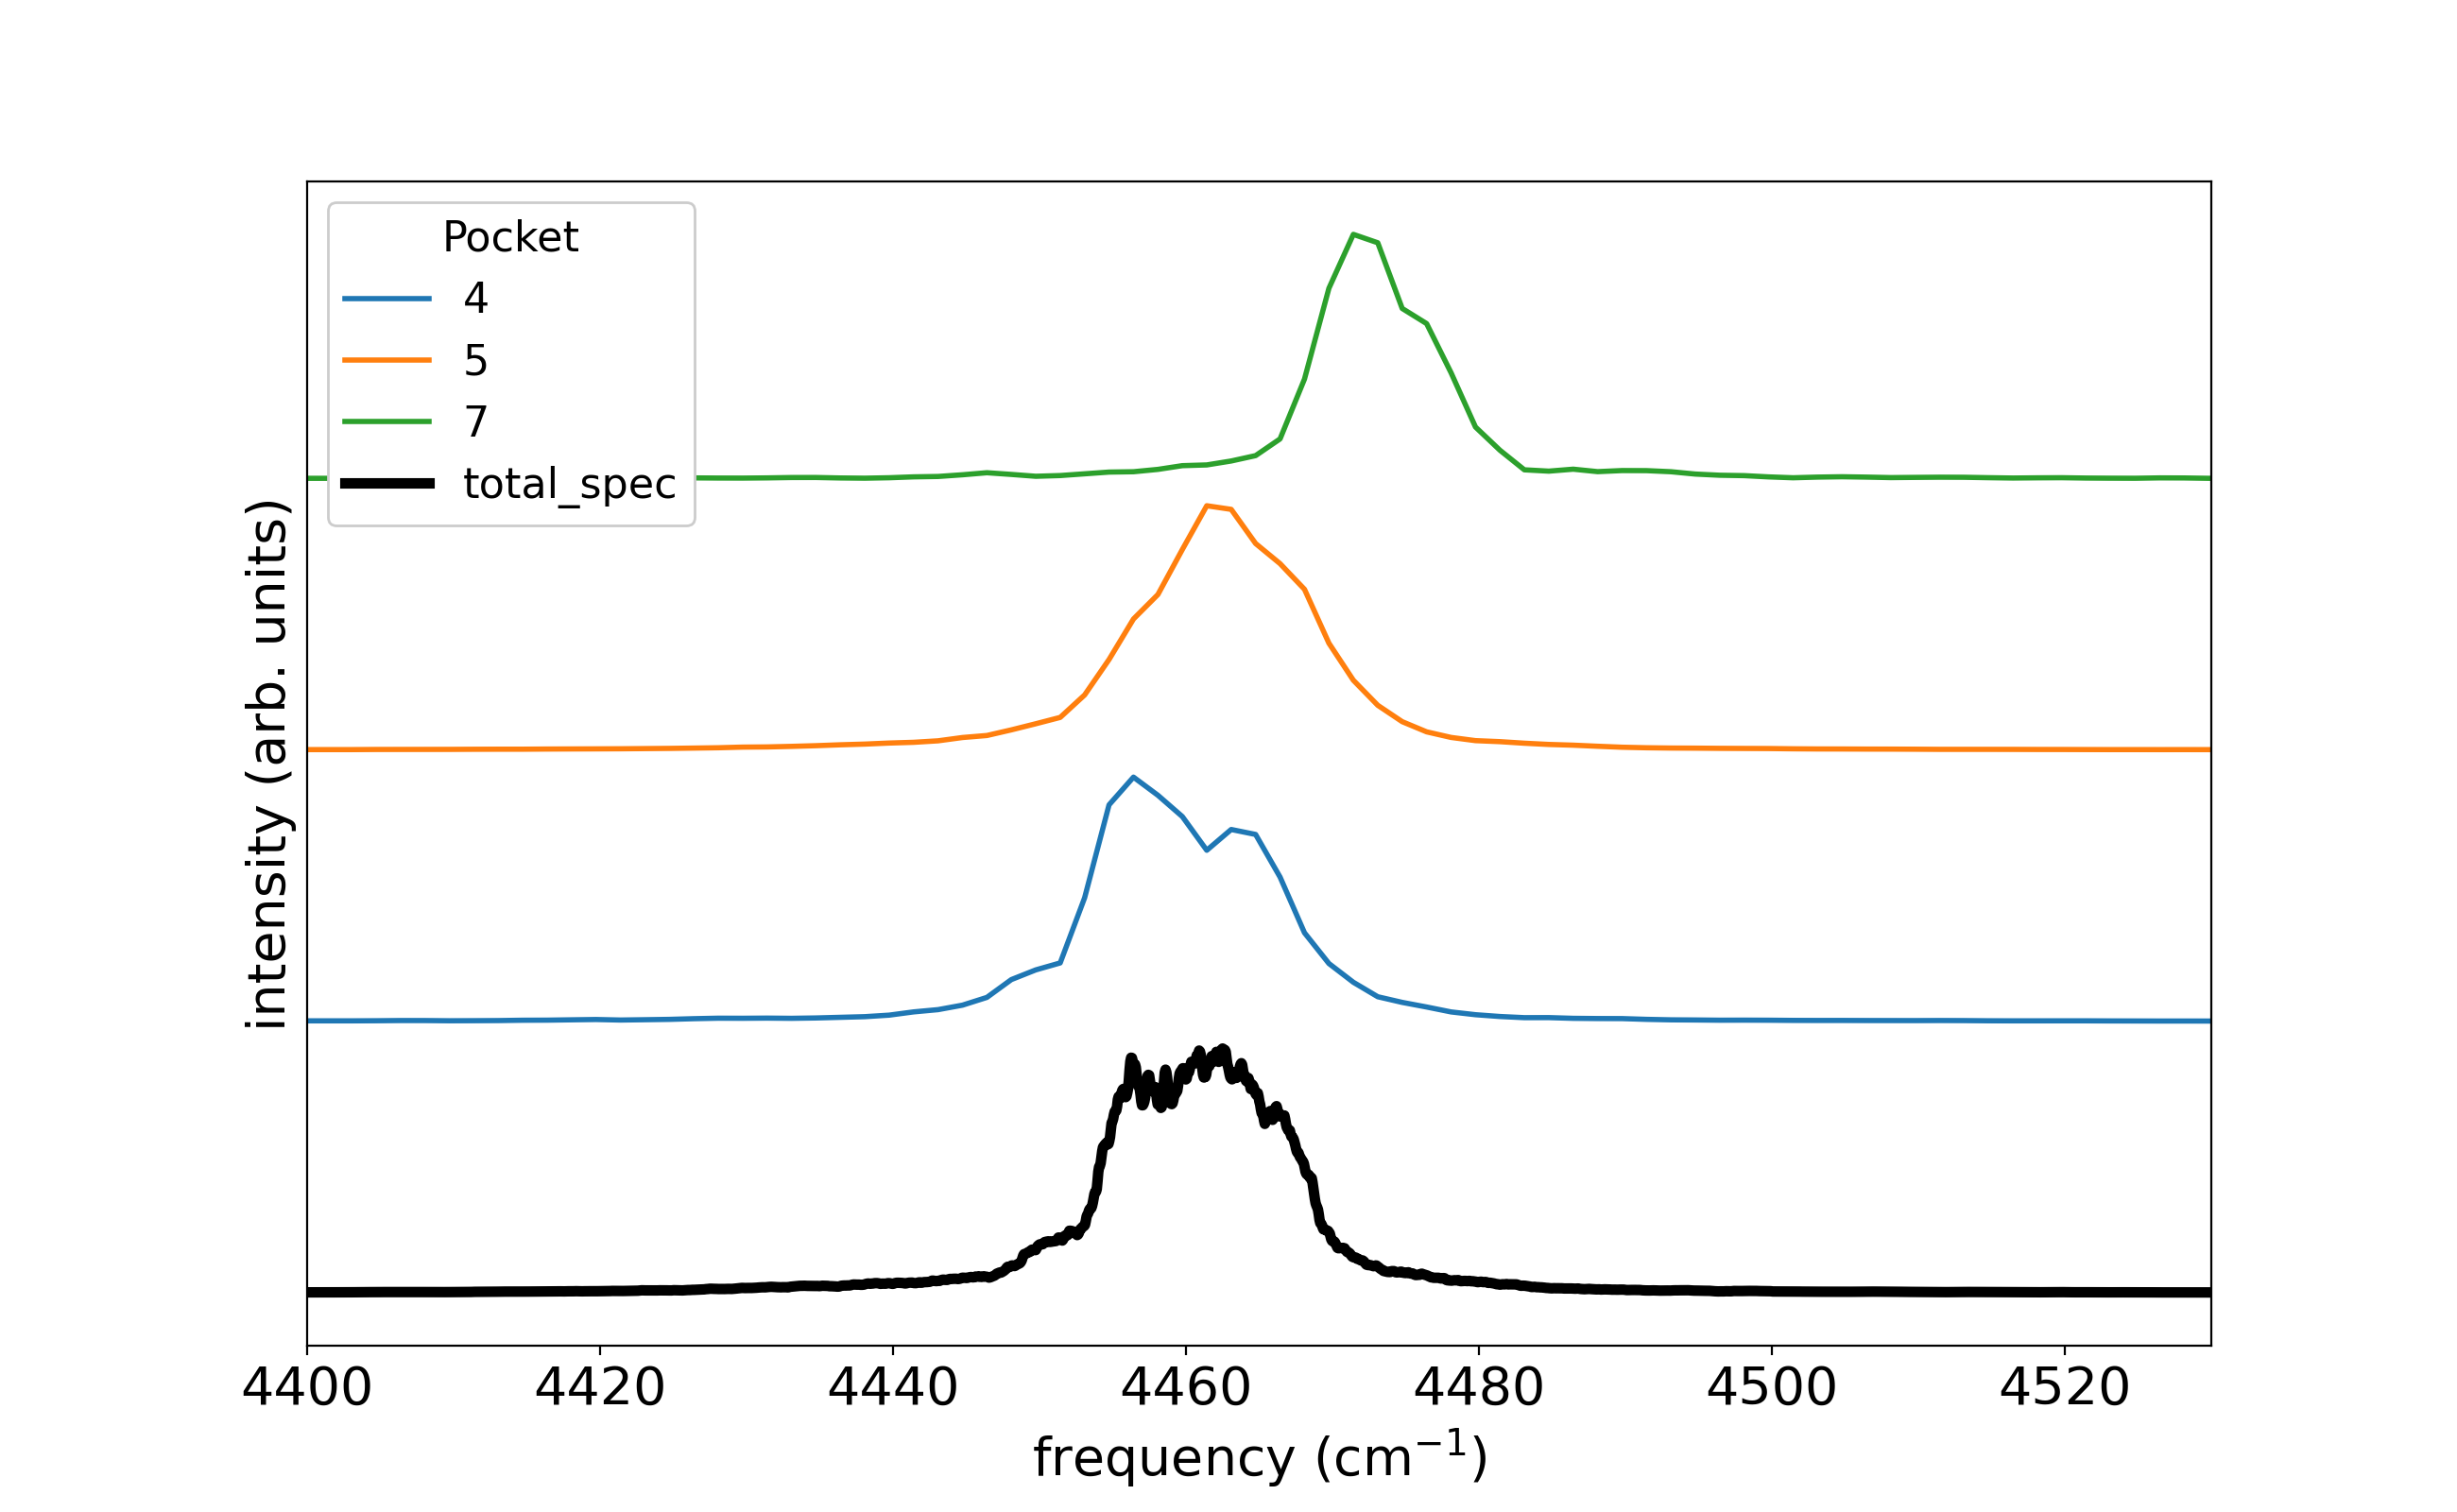 Pocket
4
5
7
total_spec
intensity (arb. units)
4400 4420 4440 4460 4480 4500 4520
frequency (cm⁻¹)